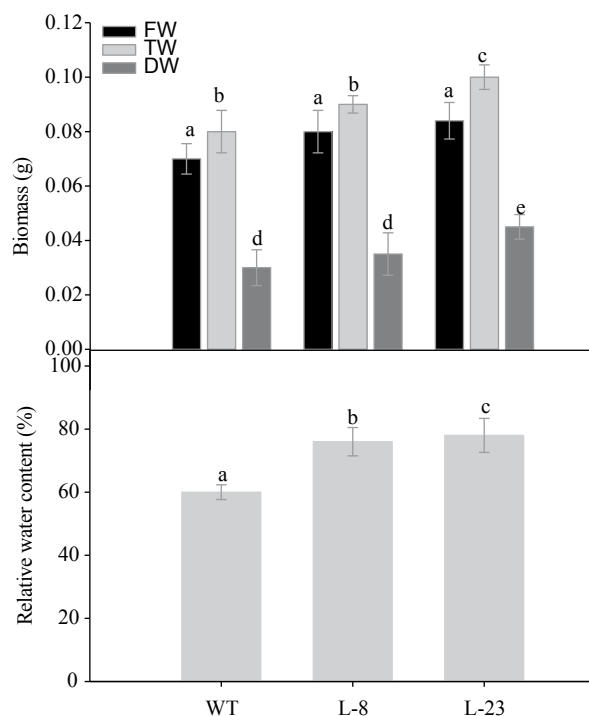 FW
TW
DW
0.12
0.10
0.08
0.06
0.04
0.02
0.00
Biomass (g)
a b d
a b d
a c e
100
80
60
40
20
0
Relative water content (%)
a b c
WT L-8 L-23